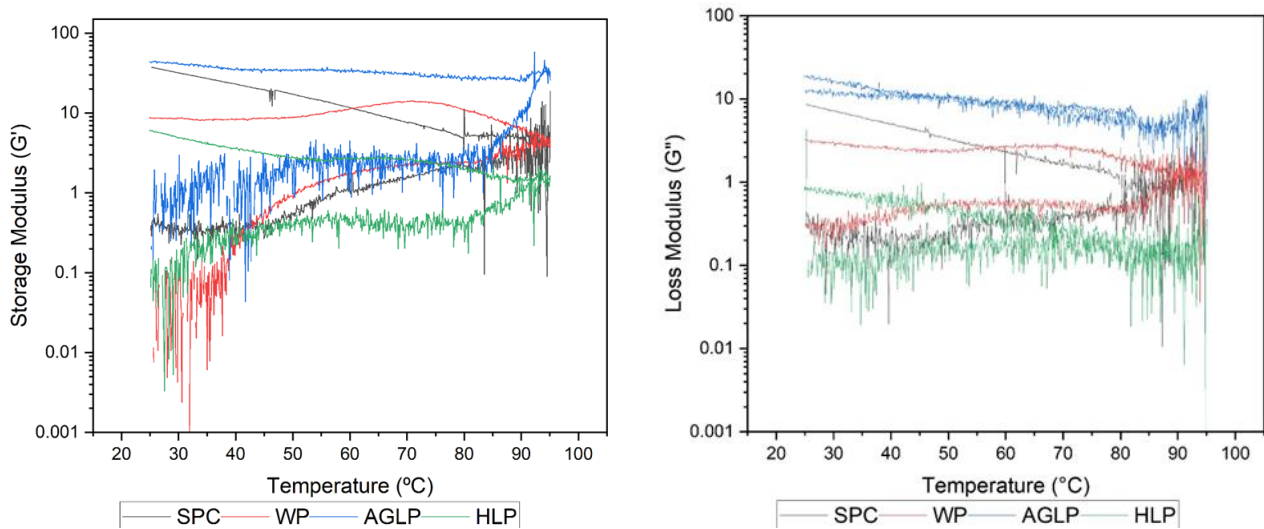 100
10
1
0.1
0.01
0.001
Storage Modulus (G')
20 30 40 50 60 70 80 90 100
Temperature (ºC)
SPC WP AGLP HLP
100
10
1
0.1
0.01
0.001
Loss Modulus (G")
20 30 40 50 60 70 80 90 100
Temperature (°C)
SPC WP AGLP HLP